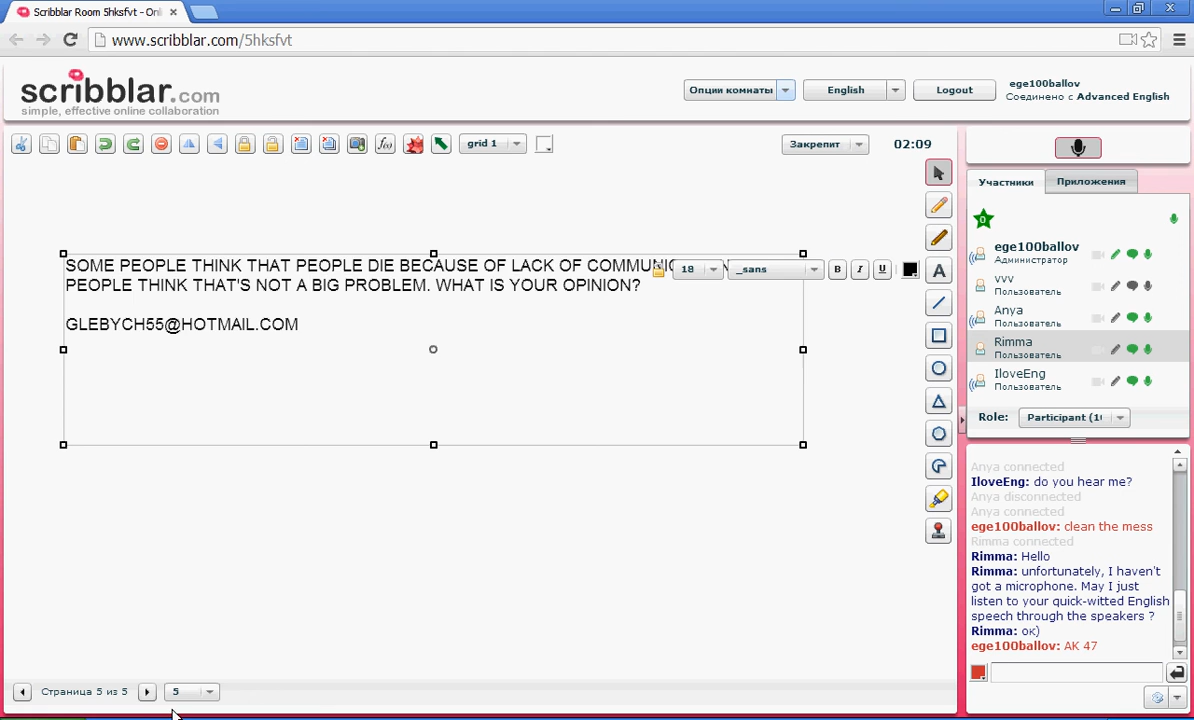 Scribblar Room 5hksfvt - Onl
www.scribblar.com/5hksfvt
scribblar.com
simple, effective online collaboration
Опции комнаты
English
Logout
ege100ballov
Соединено с Advanced English
f(x)
grid 1
Закрепит
02:09
SOME PEOPLE THINK THAT PEOPLE DIE BECAUSE OF LACK OF COMMUNIC
18
_sans
B
I
U
PEOPLE THINK THAT'S NOT A BIG PROBLEM. WHAT IS YOUR OPINION?
GLEBYCH55@HOTMAIL.COM
A
Страница 5 из 5
5
Участники
Приложения
0
ege100ballov
Администратор
vvv
Пользователь
Anya
Пользователь
Rimma
Пользователь
IloveEng
Пользователь
Role:
Participant (1
Anya connected
IloveEng: do you hear me?
Anya disconnected
Anya connected
ege100ballov: clean the mess
Rimma connected
Rimma: Hello
Rimma: unfortunately, I haven't
got a microphone. May I just
listen to your quick-witted English
speech through the speakers ?
Rimma: ок)
ege100ballov: AK 47